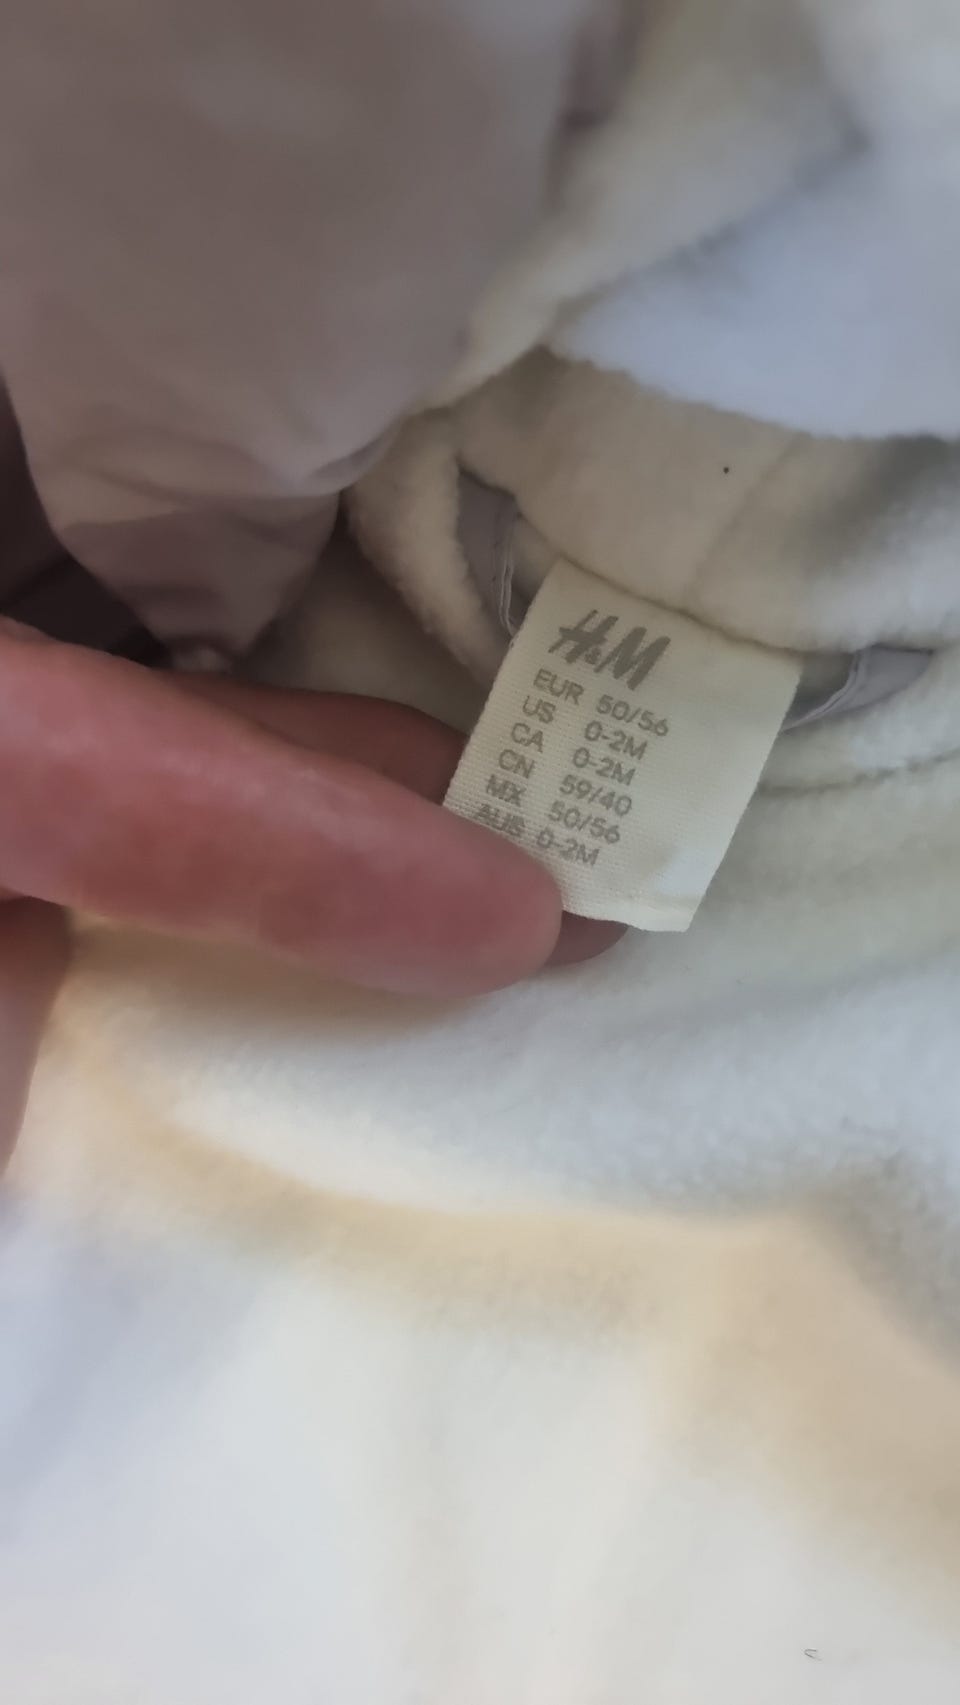 H&M
EUR 50/56
US 0-2M
CA 0-2M
CN 59/40
MX 50/56
AUS 0-2M